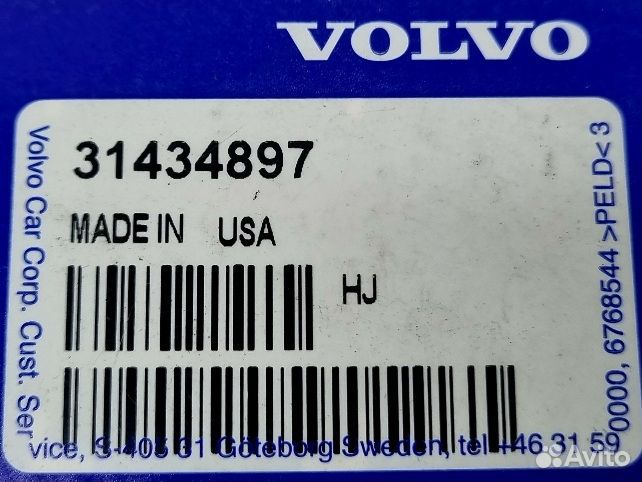 VOLVO
31434897
MADE IN USA
HJ
Volvo Car Corp. Cust. Ser
vice, S-405 31 Göteborg Sweden, tel +46 31 59
0000, 6768544 >PELD< 3
Avito